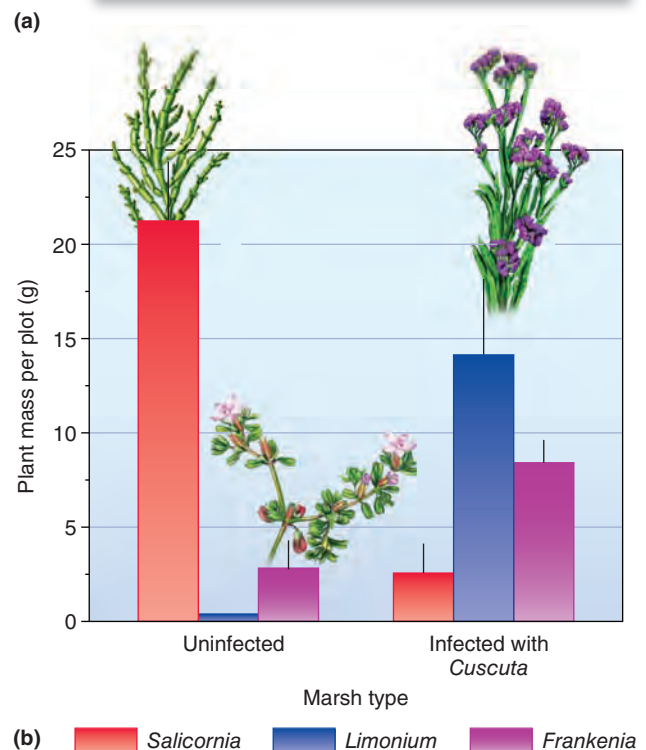 (a)
25
20
15
10
5
0
Plant mass per plot (g)
Uninfected
Infected with
Cuscuta
Marsh type
(b)
Salicornia
Limonium
Frankenia